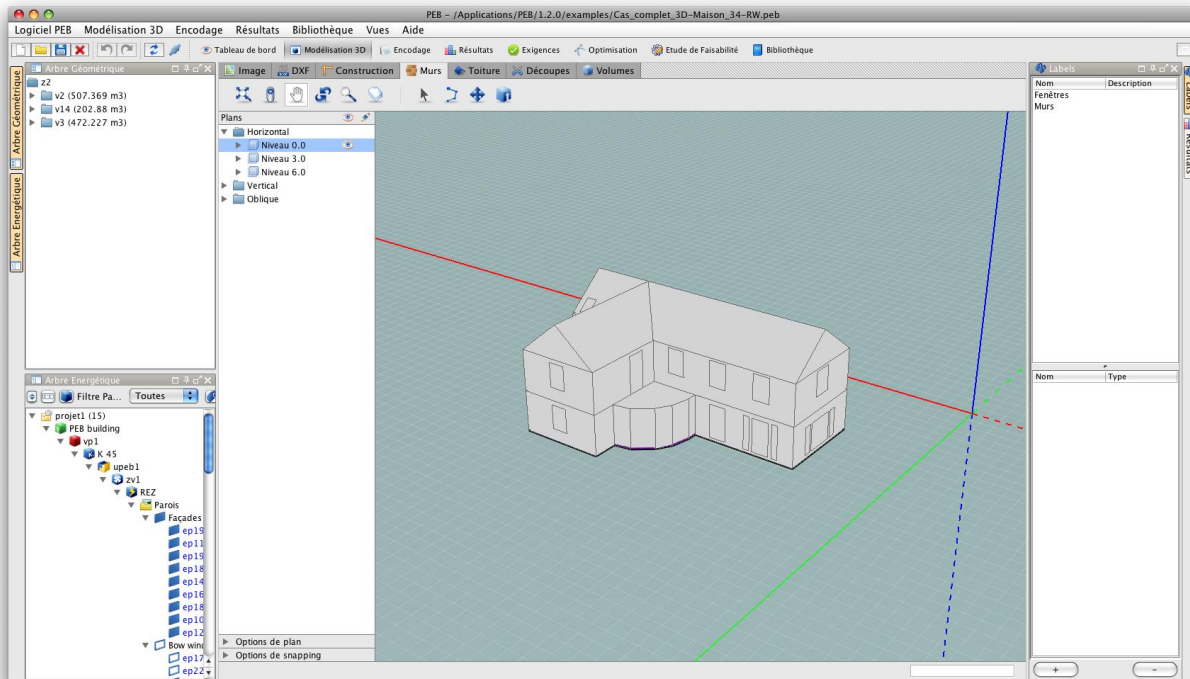 PEB – /Applications/PEB/1.2.0/examples/Cas_complet_3D-Maison_34-RW.peb
Logiciel PEB Modélisation 3D Encodage Résultats Bibliothèque Vues Aide
Tableau de bord Modélisation 3D Encodage Résultats Exigences Optimisation Etude de Faisabilité Bibliothèque
Arbre Géométrique
Arbre Géométrique
z2
v2 (507.369 m3)
v14 (202.88 m3)
v3 (472.227 m3)
Arbre Energétique
Image DXF Construction Murs Toiture Découpes Volumes
Plans
Horizontal
Niveau 0.0
Niveau 3.0
Niveau 6.0
Vertical
Oblique
Options de plan
Options de snapping
Arbre Energétique
Filtre Pa... Toutes
projet1 (15)
PEB building
vp1
K 45
upeb1
zv1
REZ
Parois
Façades
ep19
ep11
ep19
ep18
ep14
ep16
ep18
ep10
ep12
Bow wind
ep17
ep22
Labels
Nom Description
Fenêtres
Murs
Nom Type
+ -
Labels
Résultats